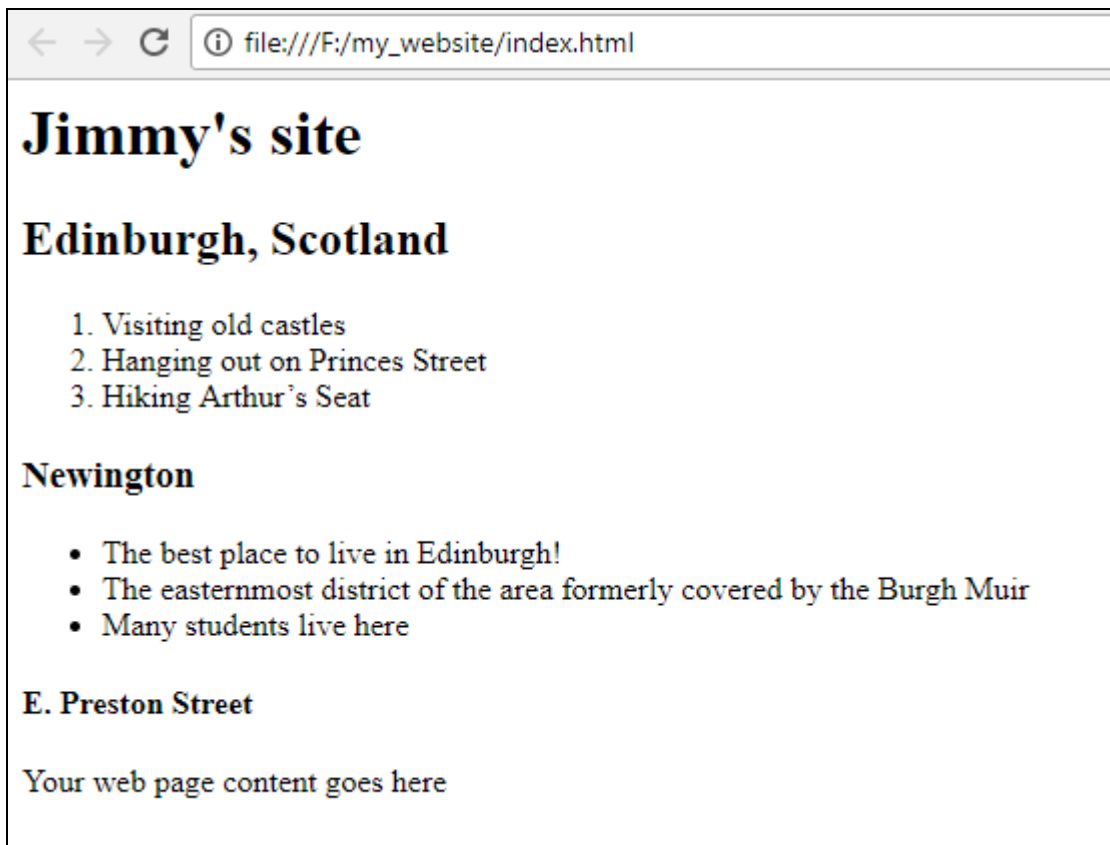 file:///F:/my_website/index.html
Jimmy's site
Edinburgh, Scotland
1. Visiting old castles
2. Hanging out on Princes Street
3. Hiking Arthur’s Seat
Newington
• The best place to live in Edinburgh!
• The easternmost district of the area formerly covered by the Burgh Muir
• Many students live here
E. Preston Street
Your web page content goes here